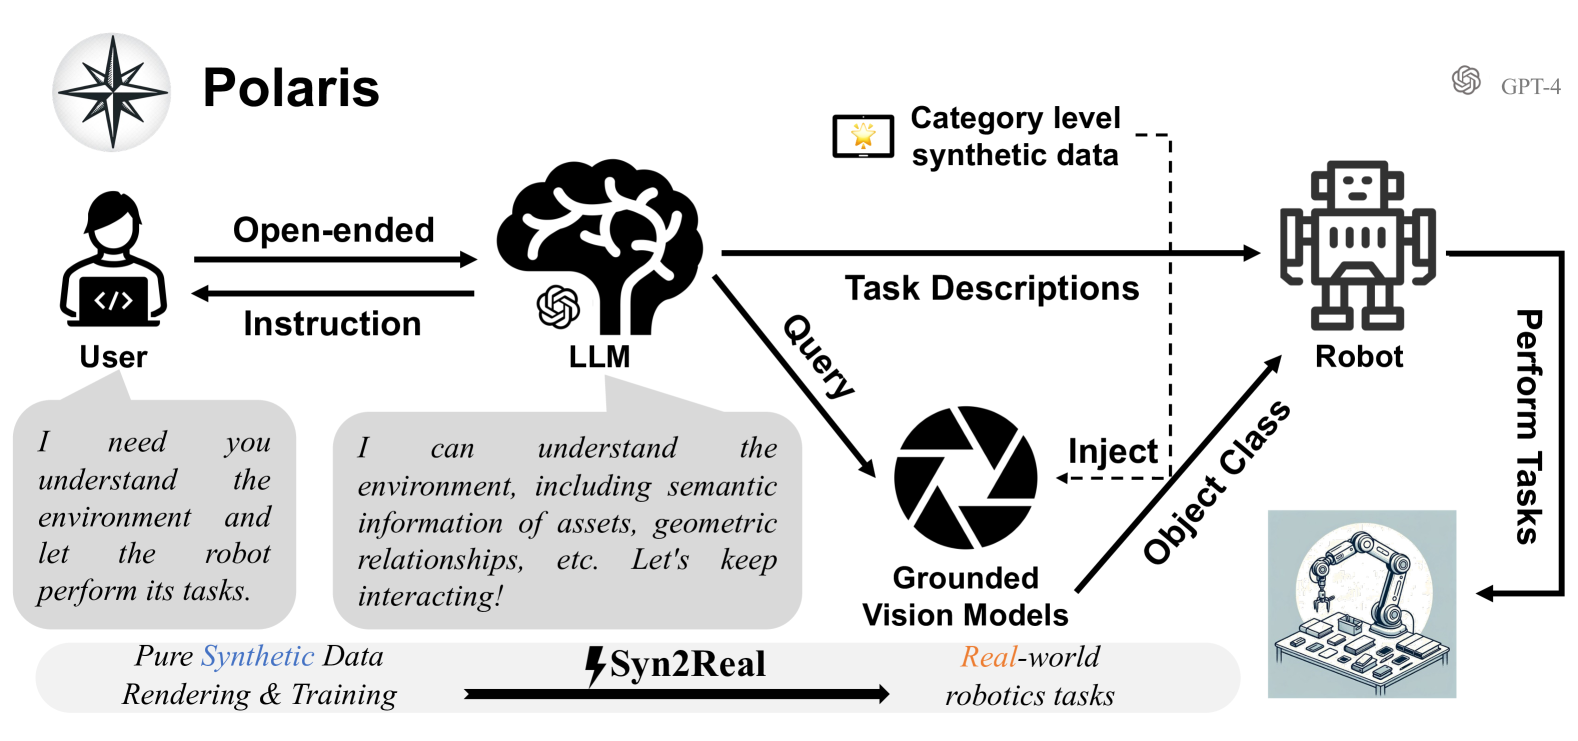 Polaris
GPT-4
Category level
synthetic data
Open-ended
Instruction
</>
User
LLM
Task Descriptions
Query
Robot
Perform Tasks
Inject
Object Class
Grounded
Vision Models
I need you
understand the
environment and
let the robot
perform its tasks.
I can understand the
environment, including semantic
information of assets, geometric
relationships, etc. Let's keep
interacting!
Pure Synthetic Data
Rendering & Training
Syn2Real
Real-world
robotics tasks